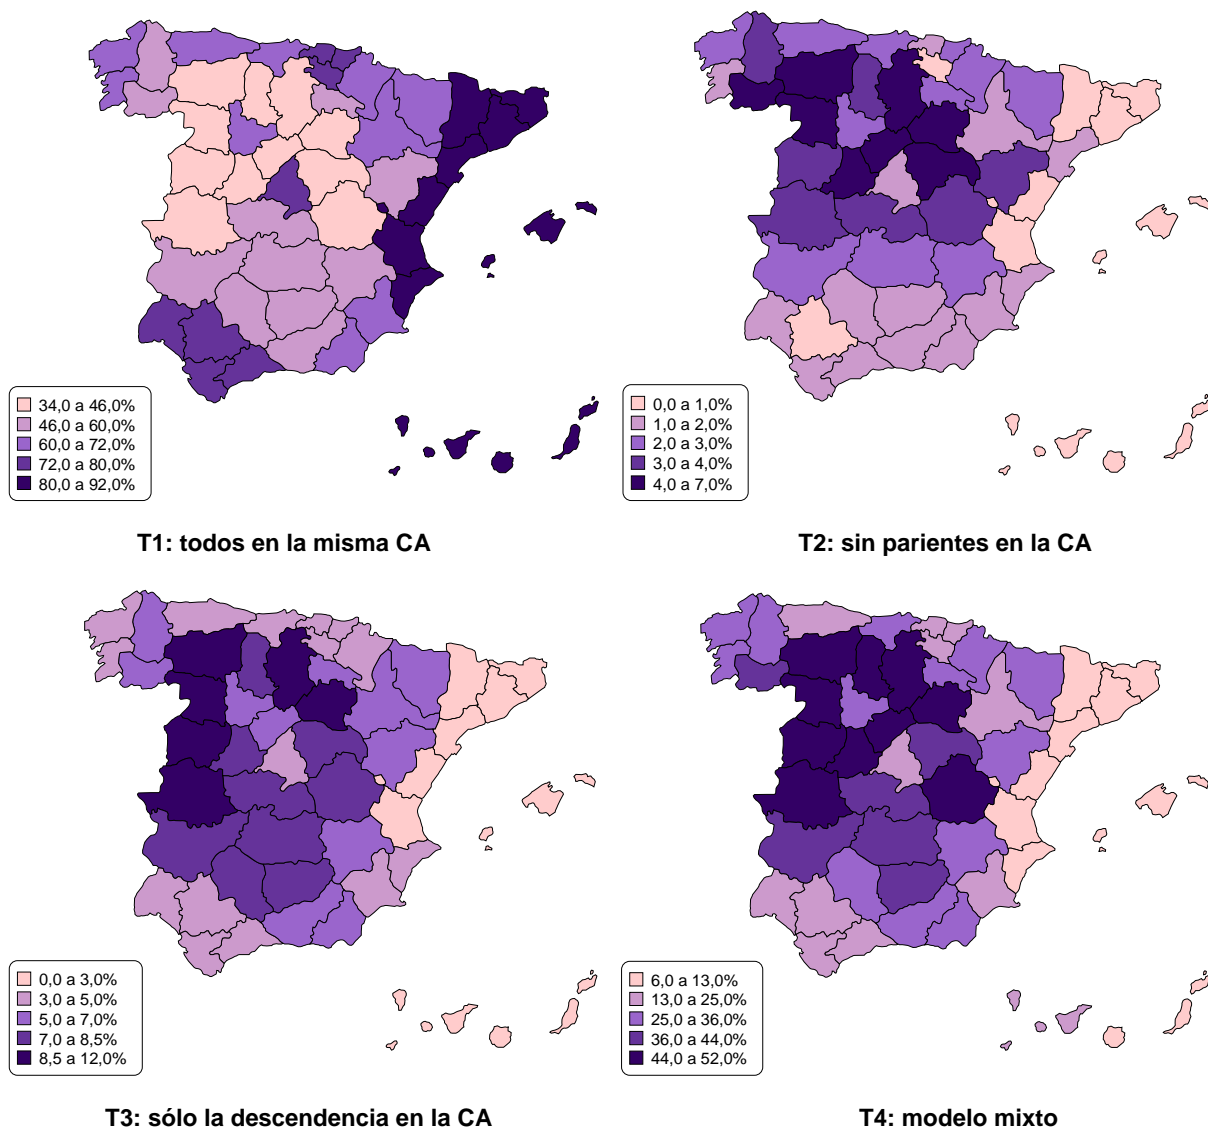 34,0 a 46,0%
46,0 a 60,0%
60,0 a 72,0%
72,0 a 80,0%
80,0 a 92,0%
T1: todos en la misma CA
0,0 a 1,0%
1,0 a 2,0%
2,0 a 3,0%
3,0 a 4,0%
4,0 a 7,0%
T2: sin parientes en la CA
0,0 a 3,0%
3,0 a 5,0%
5,0 a 7,0%
7,0 a 8,5%
8,5 a 12,0%
T3: sólo la descendencia en la CA
6,0 a 13,0%
13,0 a 25,0%
25,0 a 36,0%
36,0 a 44,0%
44,0 a 52,0%
T4: modelo mixto